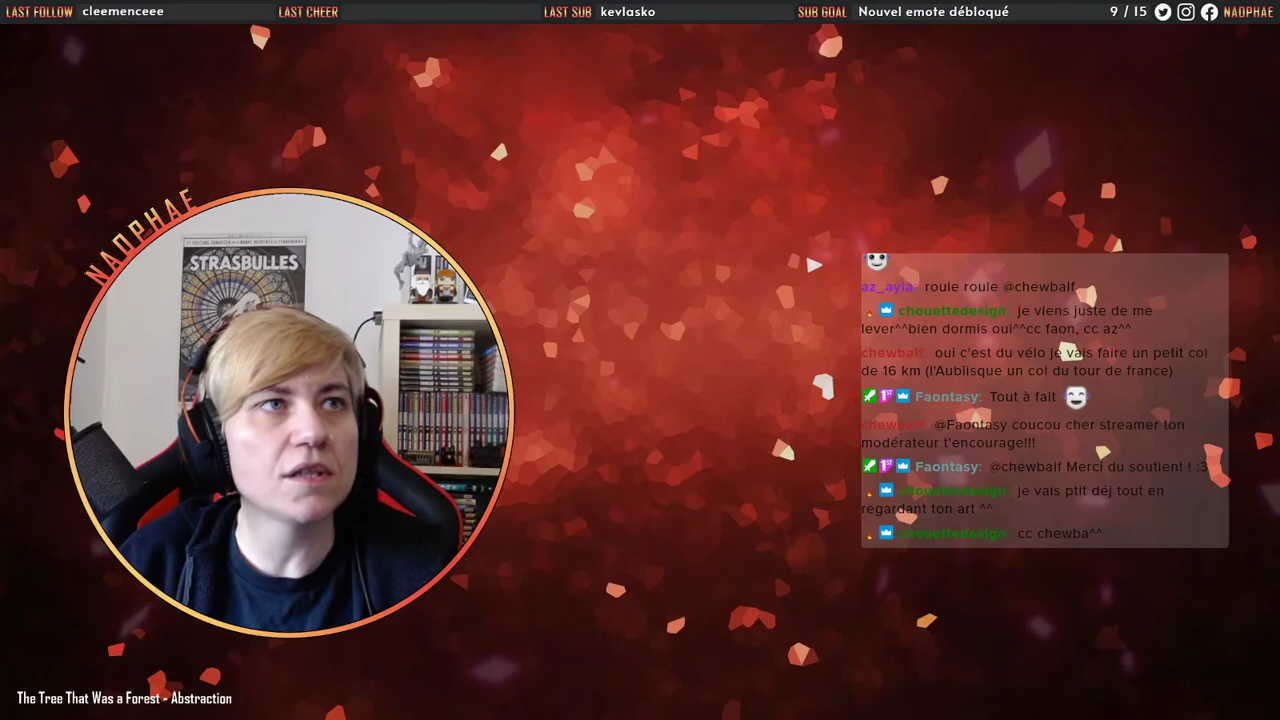 LAST FOLLOW cleemenceee LAST CHEER LAST SUB kevlasko SUB GOAL Nouvel emote débloqué 9 / 15 NAOPHAE
NAOPHAE
STRASBULLES
az_ayla: roule roule @chewbalf
chouettedesign: je viens juste de me
lever^^bien dormis oui^^cc faon, cc az^^
chewbalf: oui c'est du vélo je vais faire un petit col
de 16 km (l'Aublisque un col du tour de france)
1ST Faontasy: Tout à fait
chewbalf: @Faontasy coucou cher streamer ton
modérateur t'encourage!!!
1ST Faontasy: @chewbalf Merci du soutient ! :3
chouettedesign: je vais ptit déj tout en
regardant ton art ^^
chouettedesign: cc chewba^^
The Tree That Was a Forest - Abstraction